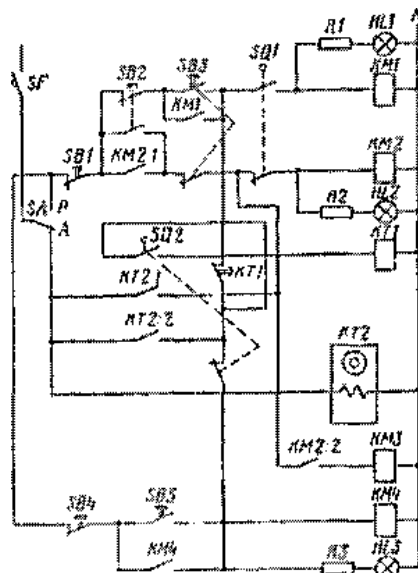 R1
HL1
SB2
SB3
SQ1
KM1
KM1
SF
SB1
KM2.1
KM2
R2
HL2
SA
P
A
SQ2
KT1
KT1
KT2
KT2.2
KT2
KM2.2
KM3
SB4
SB5
KM4
KM4
R3
HL3